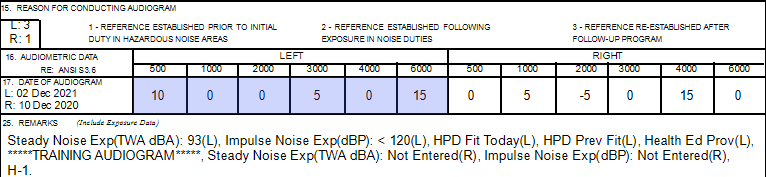 15. REASON FOR CONDUCTING AUDIOGRAM
L: 3
R: 1
1 - REFERENCE ESTABLISHED PRIOR TO INITIAL
DUTY IN HAZARDOUS NOISE AREAS
2 - REFERENCE ESTABLISHED FOLLOWING
EXPOSURE IN NOISE DUTIES
3 - REFERENCE RE-ESTABLISHED AFTER
FOLLOW-UP PROGRAM
16. AUDIOMETRIC DATA
RE: ANSI S3.6
LEFT RIGHT
500 1000 2000 3000 4000 6000 500 1000 2000 3000 4000 6000
17. DATE OF AUDIOGRAM
L: 02 Dec 2021
R: 10 Dec 2020
10 0 0 5 0 15 0 5 -5 0 15 0
25. REMARKS (Include Exposure Data)
Steady Noise Exp(TWA dBA): 93(L), Impulse Noise Exp(dBP): < 120(L), HPD Fit Today(L), HPD Prev Fit(L), Health Ed Prov(L),
*****TRAINING AUDIOGRAM*****, Steady Noise Exp(TWA dBA): Not Entered(R), Impulse Noise Exp(dBP): Not Entered(R),
H-1.